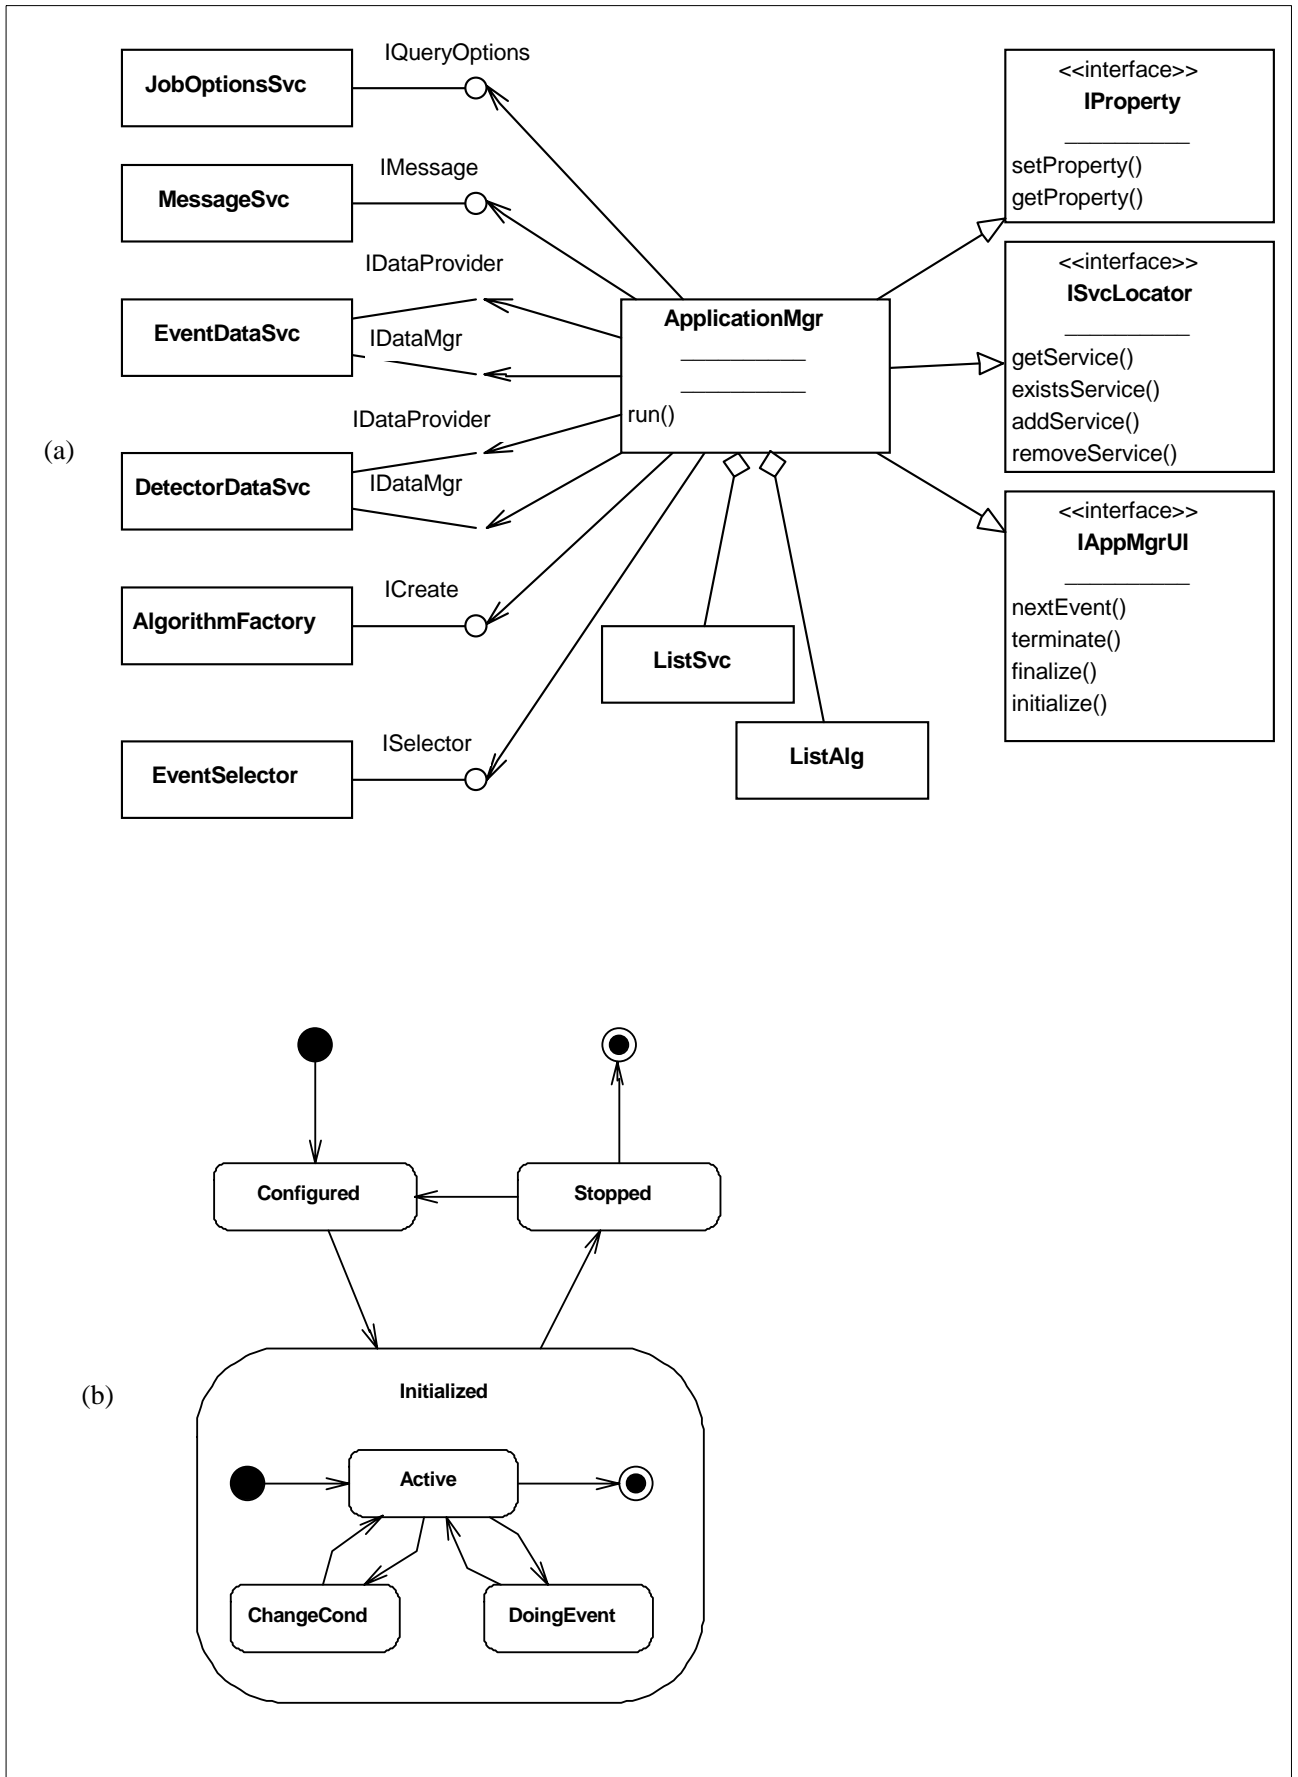 IQueryOptions
JobOptionsSvc
IMessage
MessageSvc
IDataProvider
EventDataSvc
IDataMgr
IDataProvider
(a)
DetectorDataSvc
IDataMgr
ICreate
AlgorithmFactory
ISelector
EventSelector
ApplicationMgr
run()
ListSvc
ListAlg
<<interface>>
IProperty
setProperty()
getProperty()
<<interface>>
ISvcLocator
getService()
existsService()
addService()
removeService()
<<interface>>
IAppMgrUI
nextEvent()
terminate()
finalize()
initialize()
Configured
Stopped
(b)
Initialized
Active
ChangeCond
DoingEvent